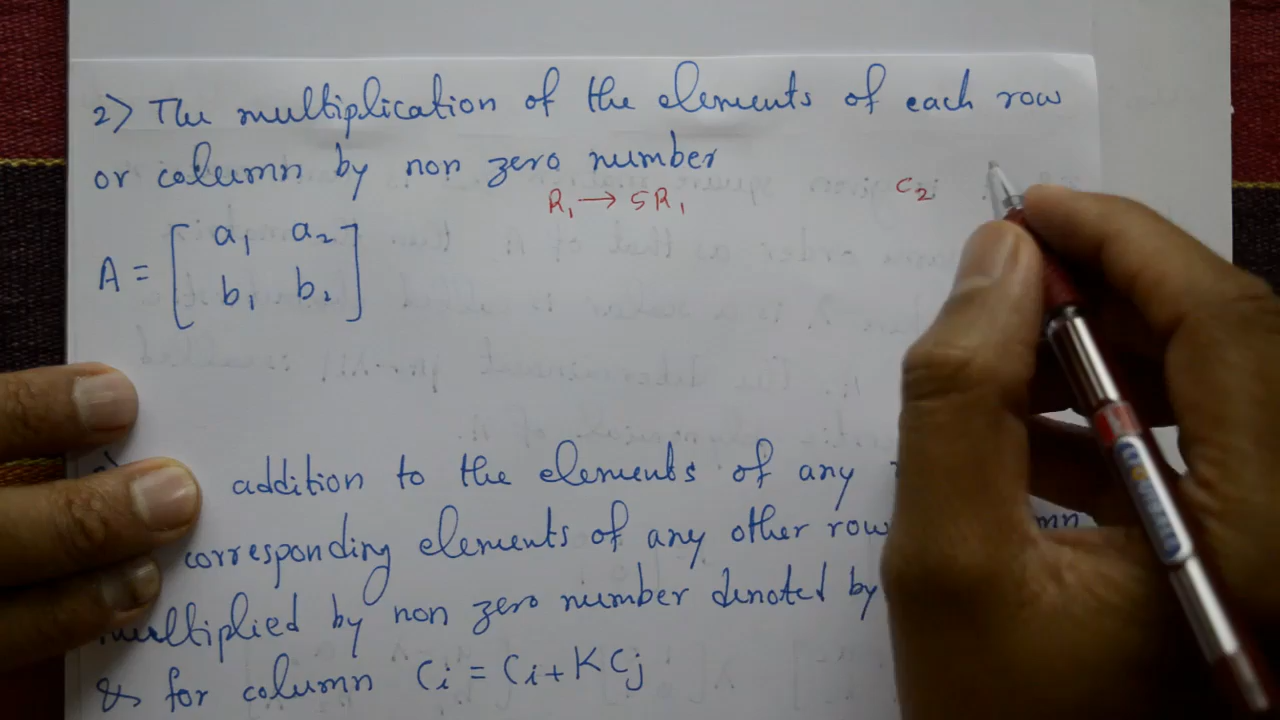 2) The multiplication of the elements of each row
or column by non zero number
R₁ → 5R₁ C₂
A = [ a₁ a₂
b₁ b₂ ]
addition to the elements of any
corresponding elements of any other row
multiplied by non zero number denoted by
& for column Ci = Ci + KCj